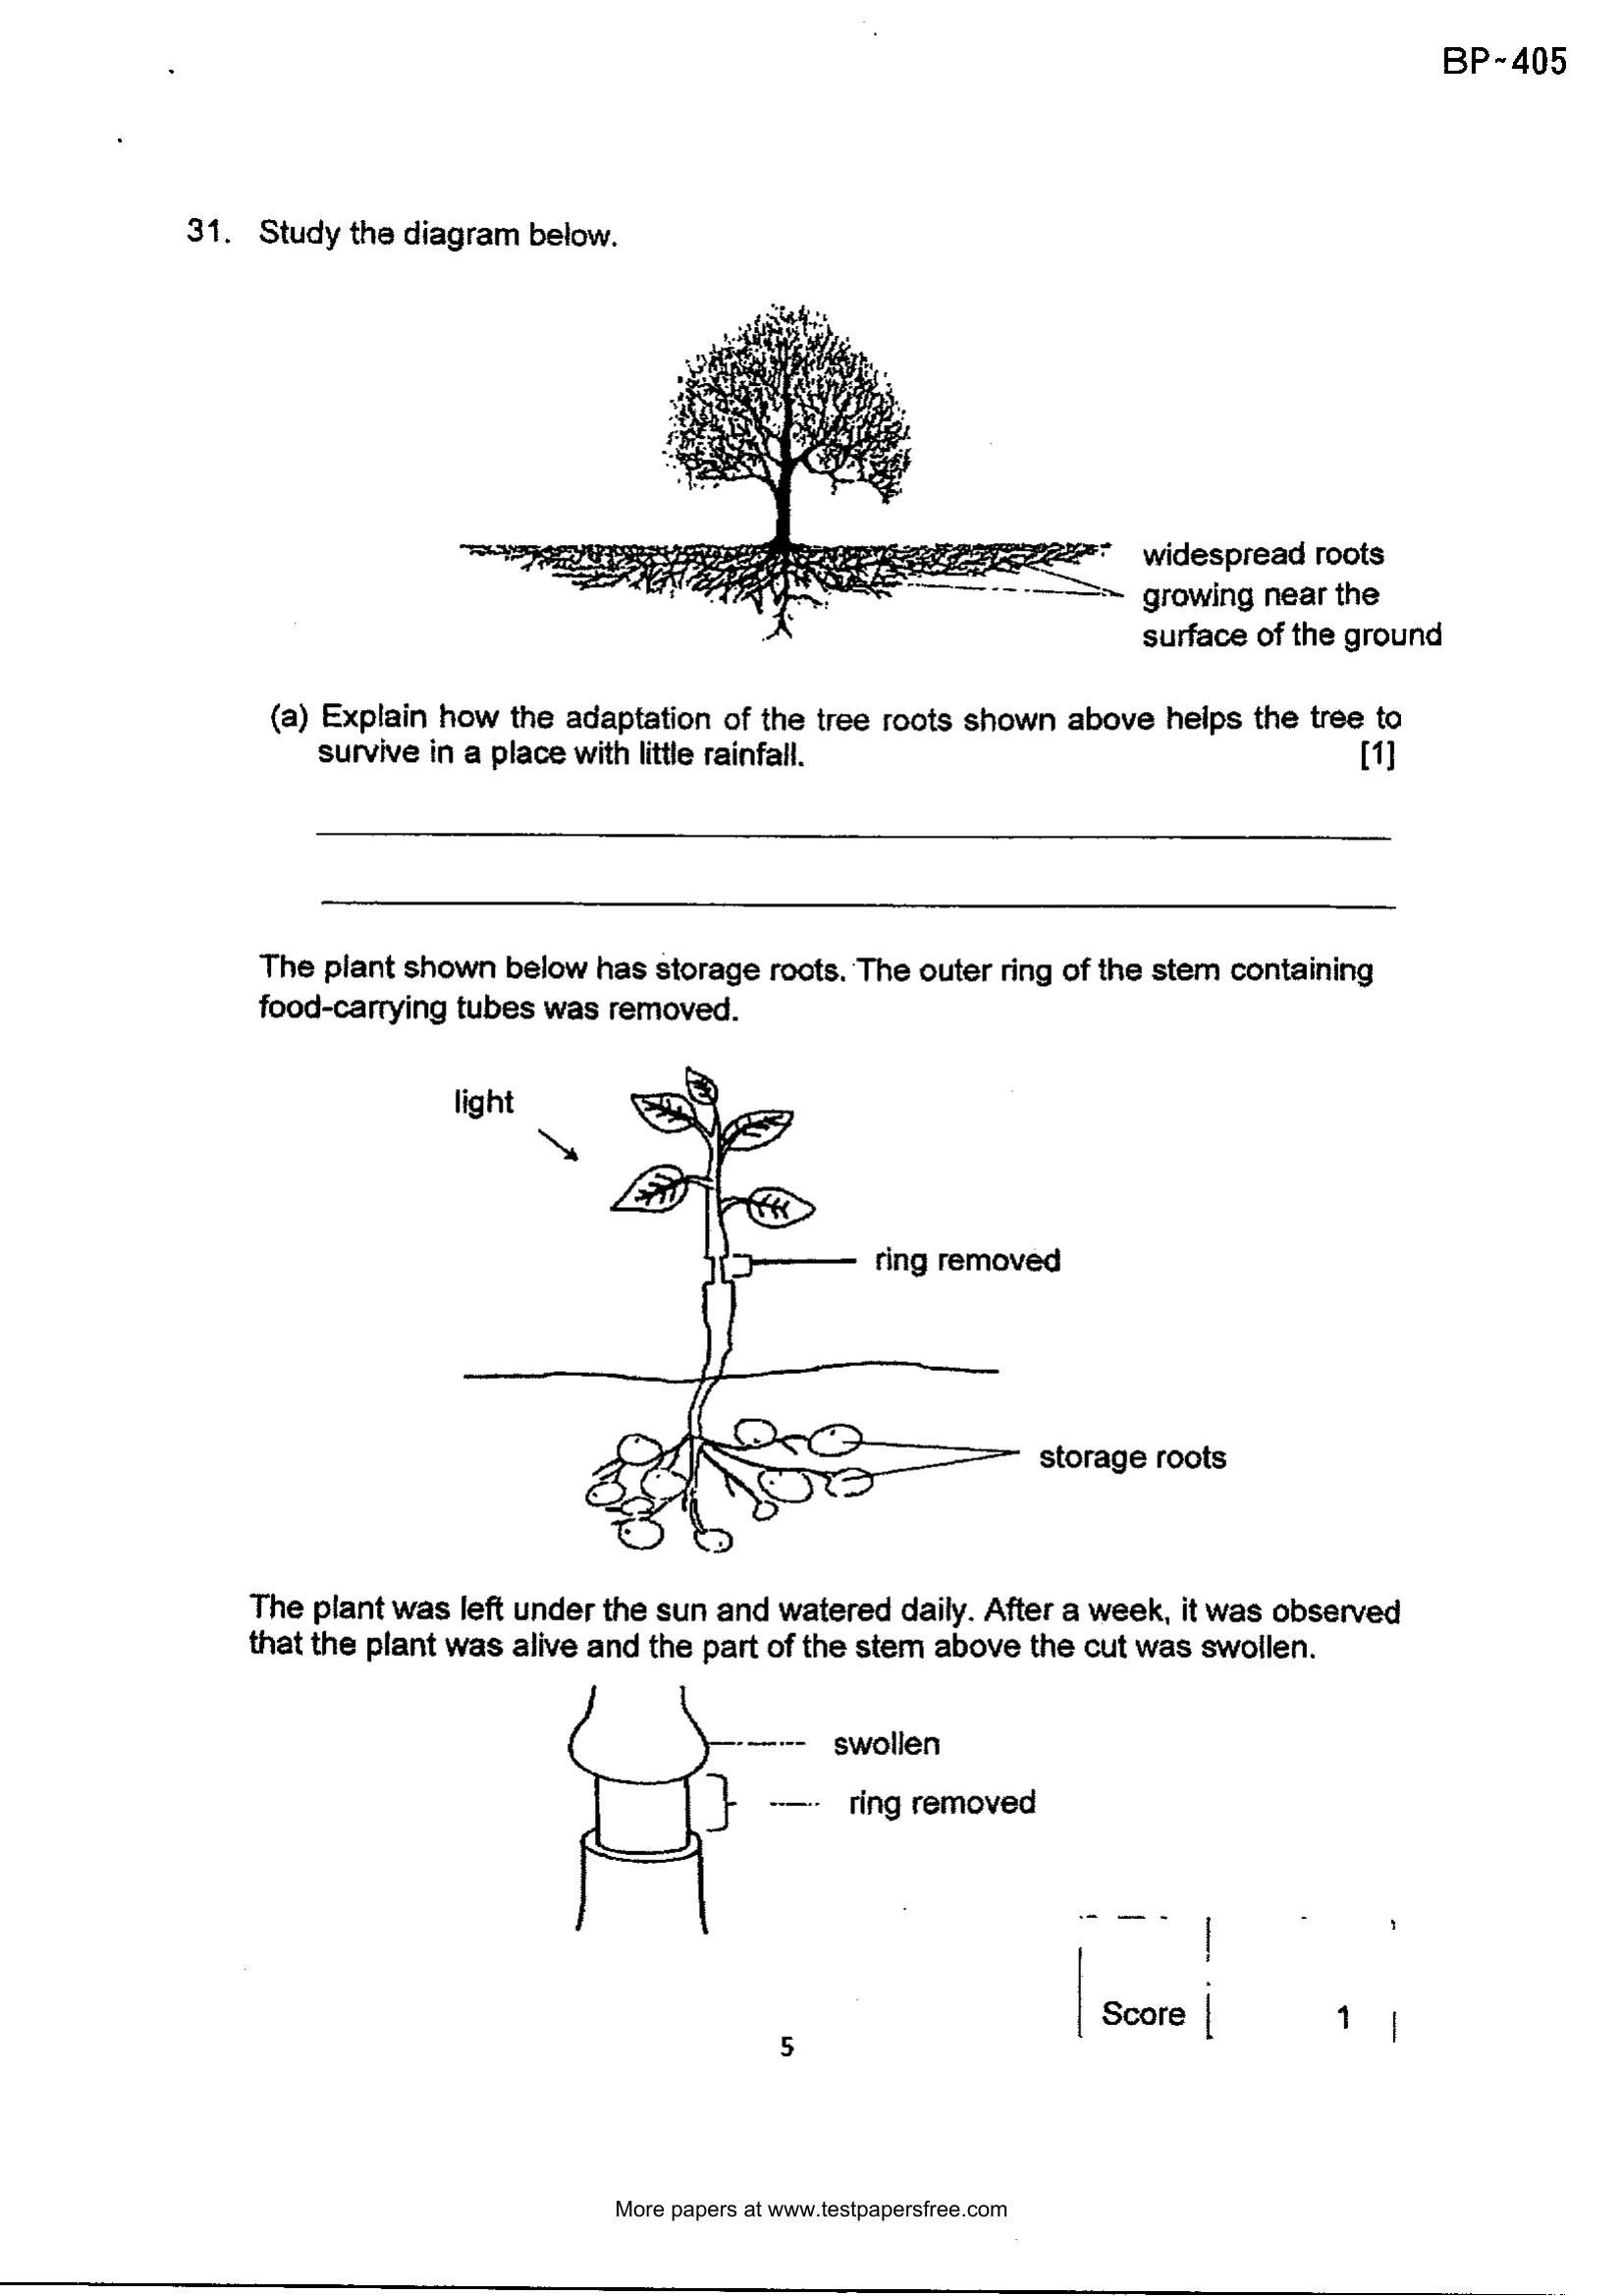 BP~405
31. Study the diagram below.
widespread roots
growing near the
surface of the ground
(a) Explain how the adaptation of the tree roots shown above helps the tree to
survive in a place with little rainfall. [1]
The plant shown below has storage roots. The outer ring of the stem containing
food-carrying tubes was removed.
light
ring removed
storage roots
The plant was left under the sun and watered daily. After a week, it was observed
that the plant was alive and the part of the stem above the cut was swollen.
swollen
ring removed
Score 1
5
More papers at www.testpapersfree.com